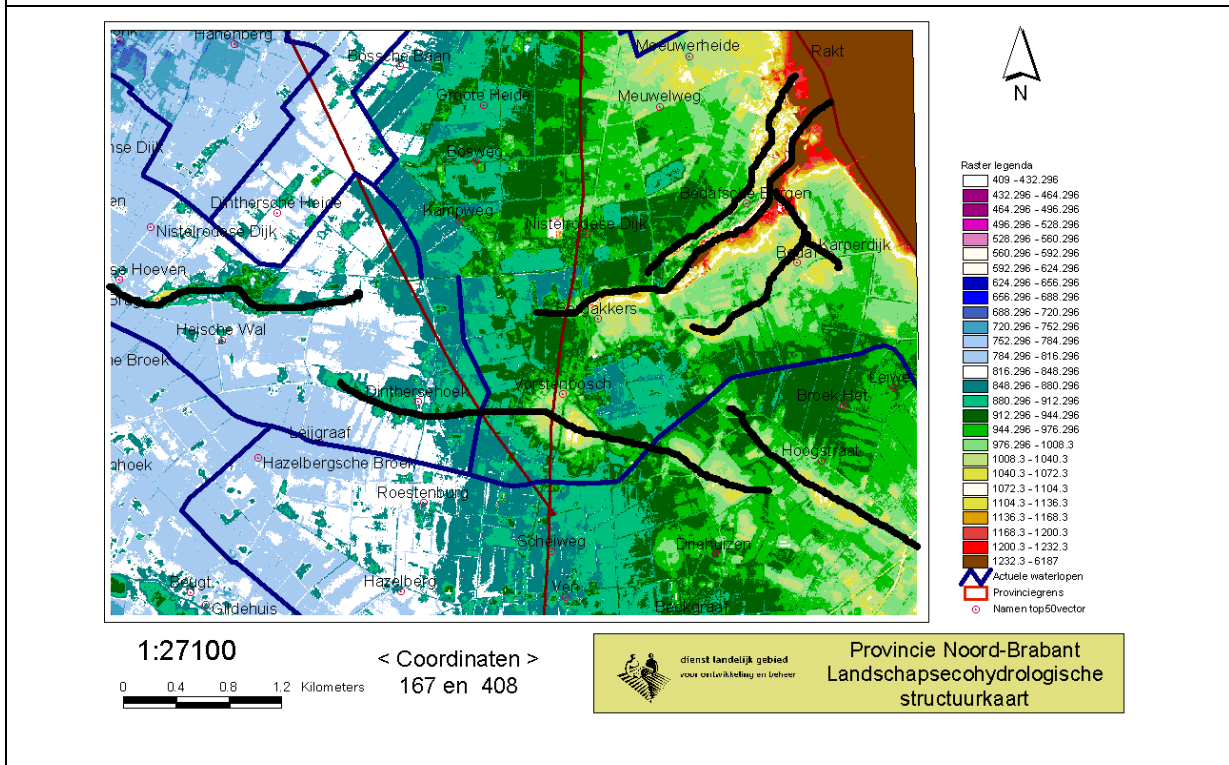 Hanenberg
Bossche Baan
Meeuwerheide
Rakt
Groote Heide
Meuwelweg
nse Dijk
Bosweg
Bedafsche Bergen
Dinthersche Heide
Kampweg
Nistelrodese Dijk
Nistelrodese Dijk
Karperdijk
Bedaf
se Hoeven
akkers
Heische Wal
ne Broek
Dinthersehoek
Vorstenbosch
Broek Het
Leijgraaf
Hazelbergsche Broek
nhoek
Hoogstraat
Roestenburg
Scheiweg
Driehuizen
Beugt
Gildehuis
Hazelberg
Ven
Beekgraaf
N
Raster legenda
409 - 432.296
432.296 - 464.296
464.296 - 496.296
496.296 - 528.296
528.296 - 560.296
560.296 - 592.296
592.296 - 624.296
624.296 - 656.296
656.296 - 688.296
688.296 - 720.296
720.296 - 752.296
752.296 - 784.296
784.296 - 816.296
816.296 - 848.296
848.296 - 880.296
880.296 - 912.296
912.296 - 944.296
944.296 - 976.296
976.296 - 1008.3
1008.3 - 1040.3
1040.3 - 1072.3
1072.3 - 1104.3
1104.3 - 1136.3
1136.3 - 1168.3
1168.3 - 1200.3
1200.3 - 1232.3
1232.3 - 6187
Actuele waterlopen
Provinciegrens
Namen top50vector
1:27100
0 0.4 0.8 1.2 Kilometers
< Coordinaten >
167 en 408
dienst landelijk gebied
voor ontwikkeling en beheer
Provincie Noord-Brabant
Landschapsecohydrologische
structuurkaart